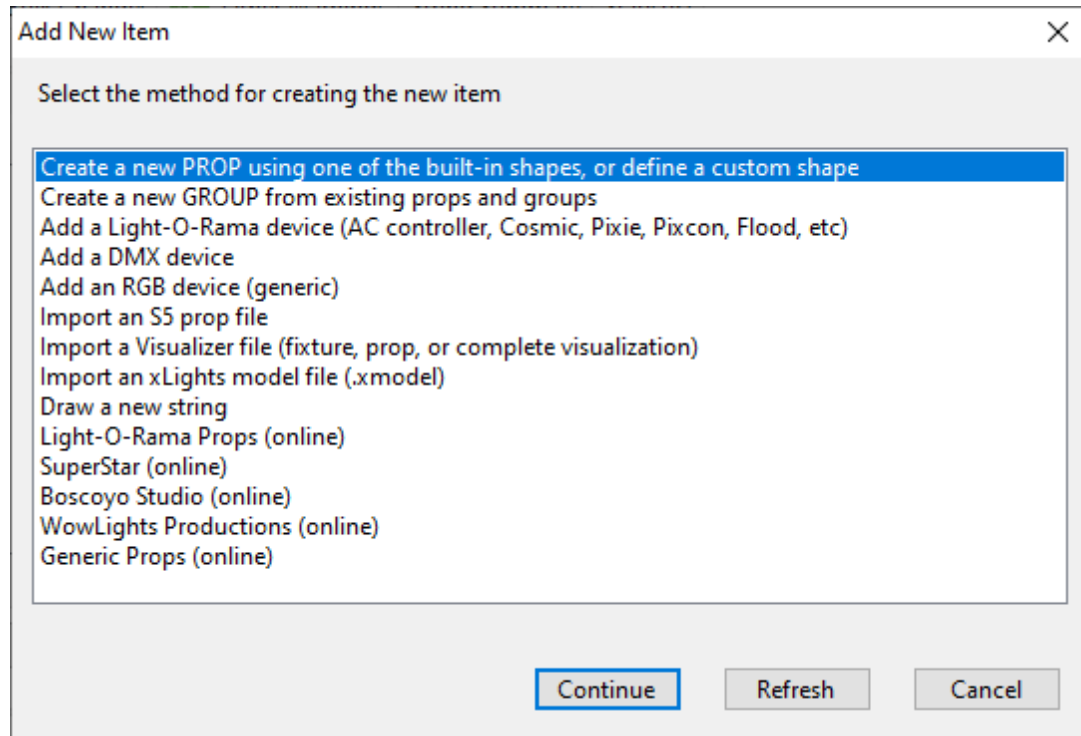 Add New Item
Select the method for creating the new item
Create a new PROP using one of the built-in shapes, or define a custom shape
Create a new GROUP from existing props and groups
Add a Light-O-Rama device (AC controller, Cosmic, Pixie, Pixcon, Flood, etc)
Add a DMX device
Add an RGB device (generic)
Import an S5 prop file
Import a Visualizer file (fixture, prop, or complete visualization)
Import an xLights model file (.xmodel)
Draw a new string
Light-O-Rama Props (online)
SuperStar (online)
Boscoyo Studio (online)
WowLights Productions (online)
Generic Props (online)
Continue Refresh Cancel